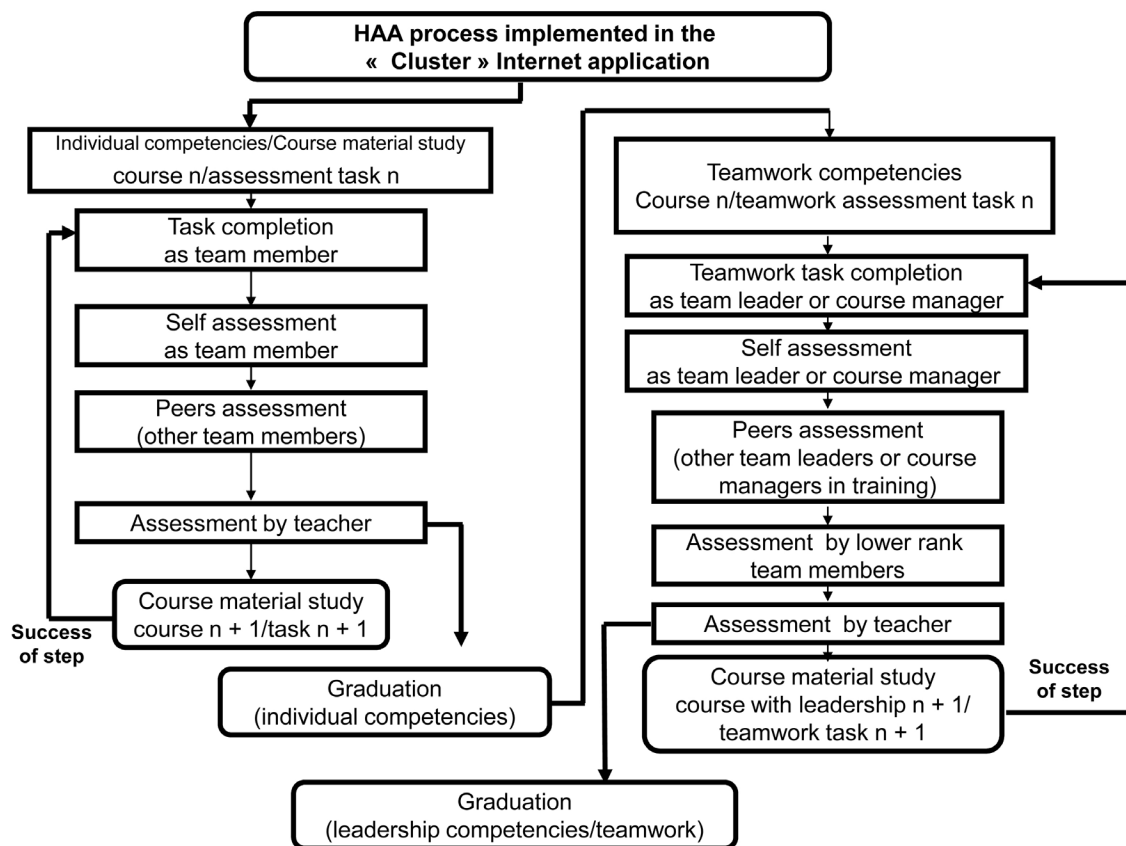 HAA process implemented in the
« Cluster » Internet application
Individual competencies/Course material study
course n/assessment task n
Task completion
as team member
Self assessment
as team member
Peers assessment
(other team members)
Assessment by teacher
Course material study
course n + 1/task n + 1
Success
of step
Graduation
(individual competencies)
Teamwork competencies
Course n/teamwork assessment task n
Teamwork task completion
as team leader or course manager
Self assessment
as team leader or course manager
Peers assessment
(other team leaders or course
managers in training)
Assessment by lower rank
team members
Assessment by teacher
Course material study
course with leadership n + 1/
teamwork task n + 1
Success
of step
Graduation
(leadership competencies/teamwork)